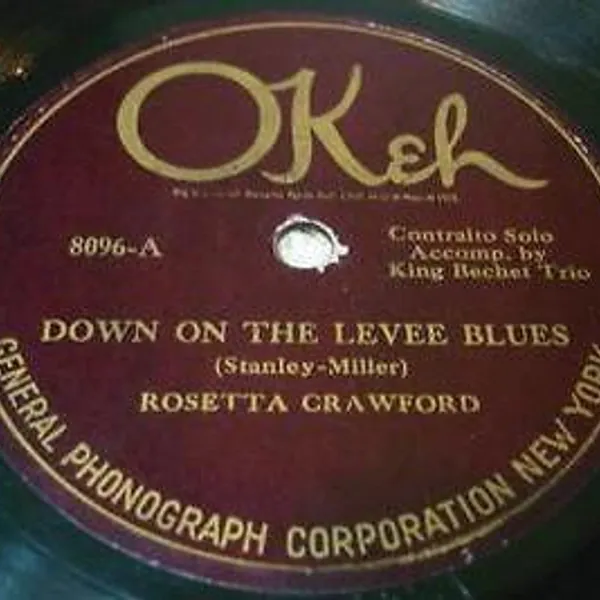 OKeh
8096-A
Contralto Solo
Accomp. by
King Bechet Trio
DOWN ON THE LEVEE BLUES
(Stanley-Miller)
ROSETTA CRAWFORD
GENERAL PHONOGRAPH CORPORATION NEW YORK